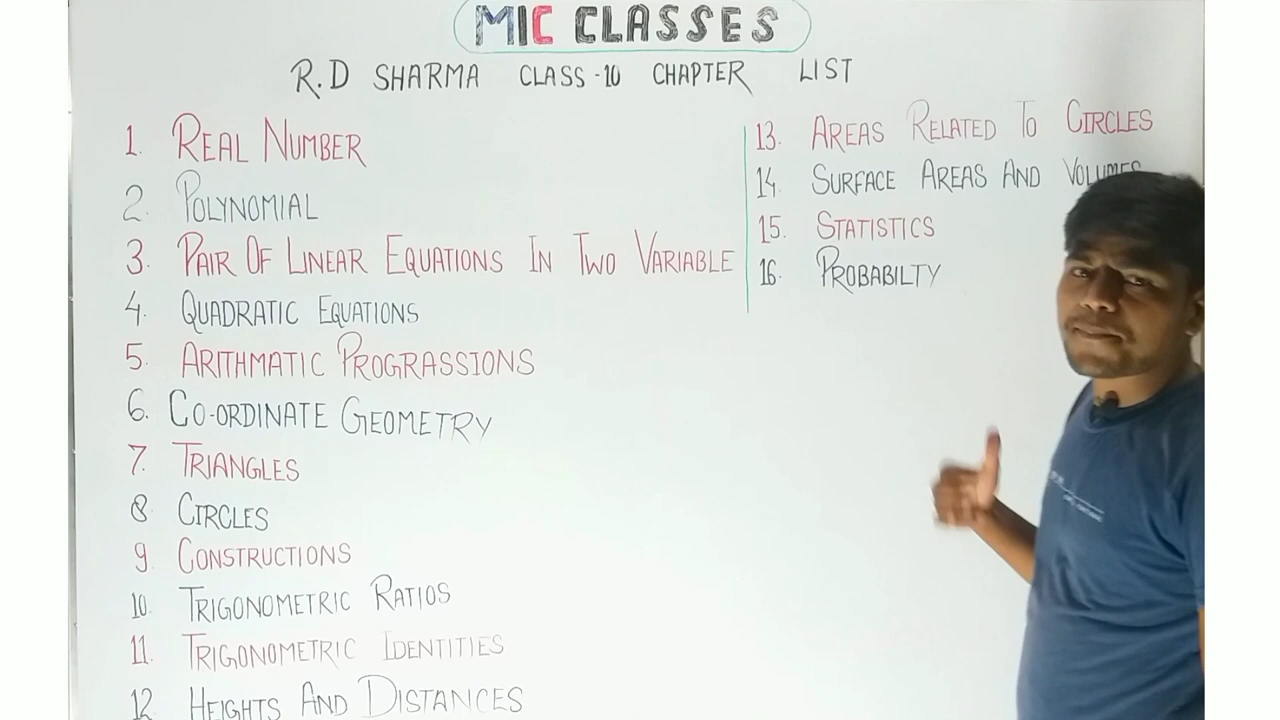 MIC CLASSES
R.D SHARMA CLASS-10 CHAPTER LIST
1. REAL NUMBER
2. POLYNOMIAL
3. PAIR OF LINEAR EQUATIONS IN TWO VARIABLE
4. QUADRATIC EQUATIONS
5. ARITHMATIC PROGRASSIONS
6. CO-ORDINATE GEOMETRY
7. TRIANGLES
8 CIRCLES
9. CONSTRUCTIONS
10. TRIGONOMETRIC RATIOS
11. TRIGONOMETRIC IDENTITIES
12 HEIGHTS AND DISTANCES
13. AREAS RELATED TO CIRCLES
14. SURFACE AREAS AND VOLUMES
15. STATISTICS
16. PROBABILTY